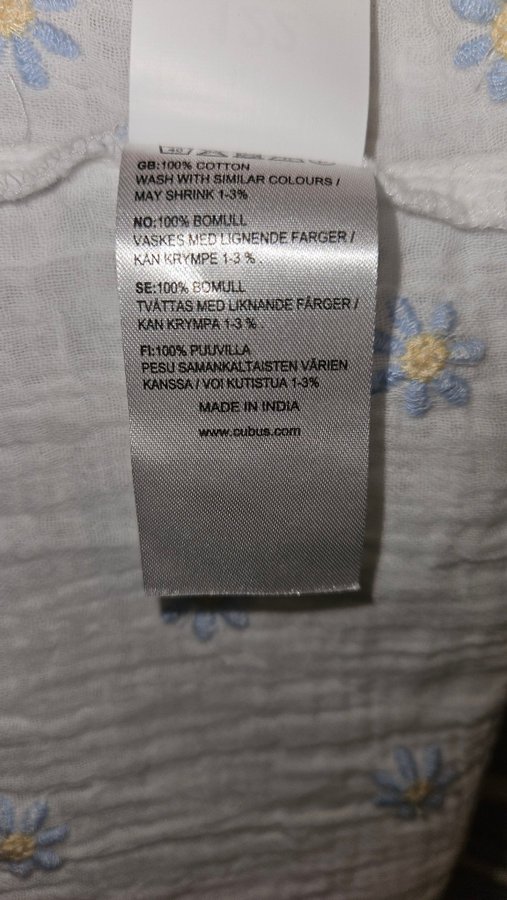 GB:100% COTTON
WASH WITH SIMILAR COLOURS /
MAY SHRINK 1-3%
NO:100% BOMULL
VASKES MED LIGNENDE FARGER /
KAN KRYMPE 1-3 % .
SE:100% BOMULL
TVÄTTAS MED LIKNANDE FÄRGER /
KAN KRYMPA 1-3 % .
FI:100% PUUVILLA
PESU SAMANKALTAISTEN VÄRIEN
KANSSA / VOI KUTISTUA 1-3%
MADE IN INDIA
www.cubus.com